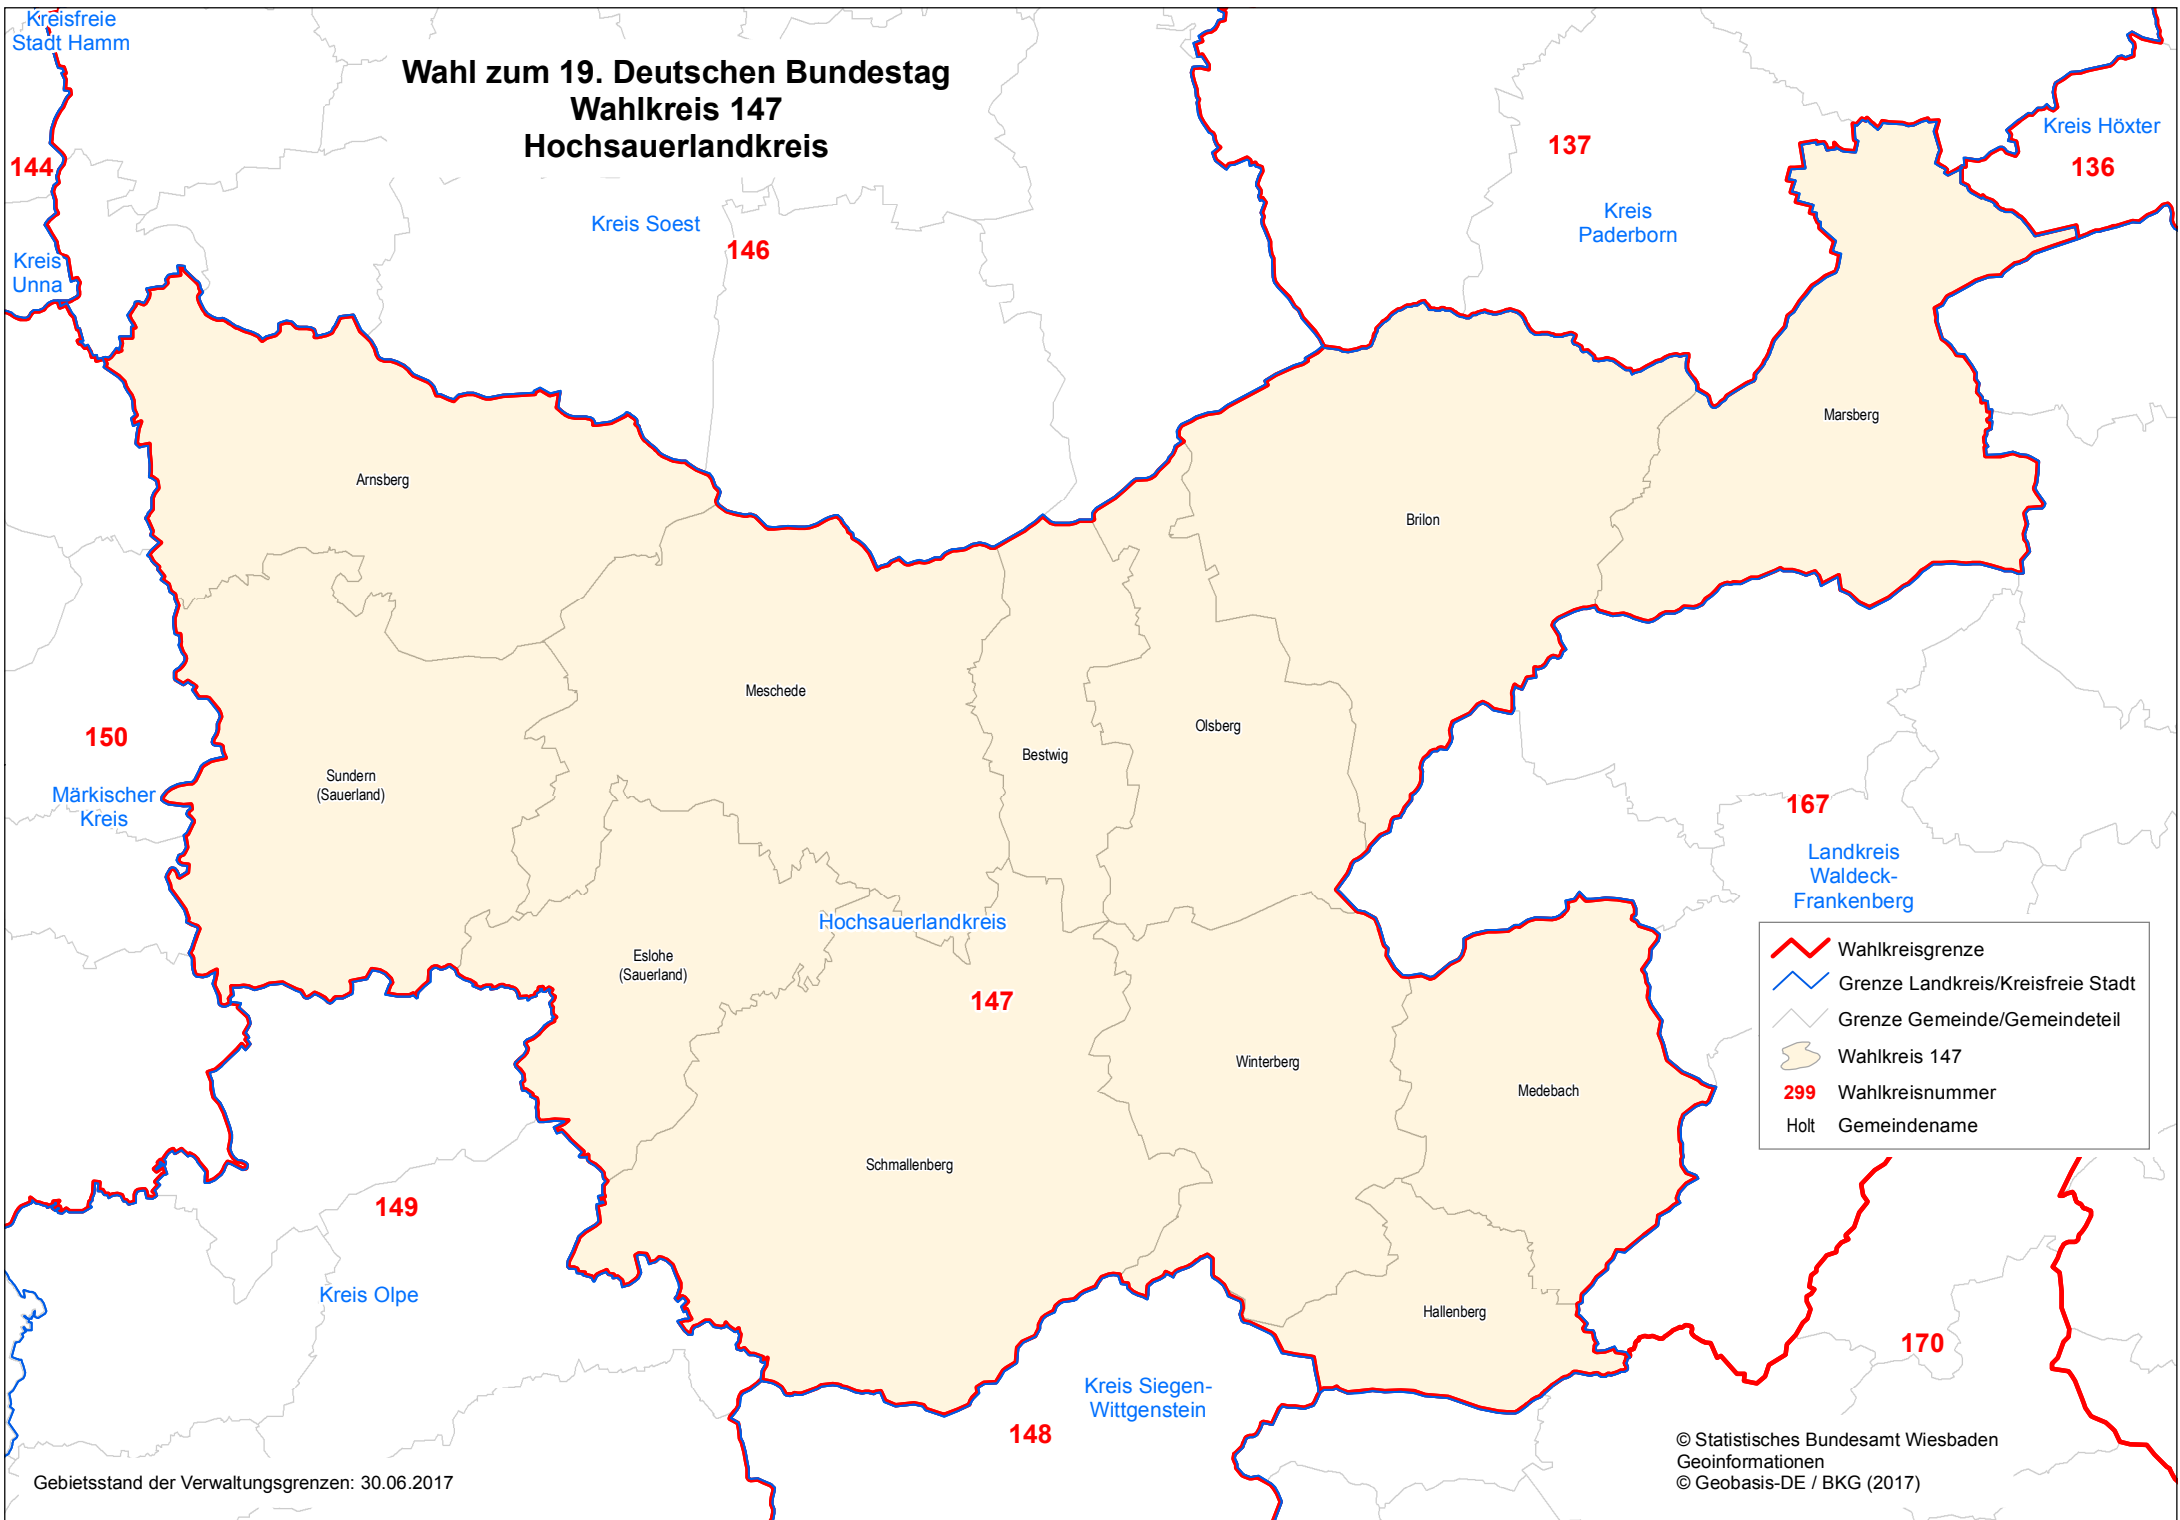 Kreisfreie
Stadt Hamm
Wahl zum 19. Deutschen Bundestag
Wahlkreis 147
Hochsauerlandkreis
144
137
Kreis Höxter
136
Kreis Soest
146
Kreis
Paderborn
Kreis
Unna
Marsberg
Arnsberg
Brilon
Meschede
Olsberg
Bestwig
150
Sundern
(Sauerland)
Märkischer
Kreis
167
Landkreis
Waldeck-
Frankenberg
Hochsauerlandkreis
Eslohe
(Sauerland)
147
Winterberg
Medebach
Schmallenberg
149
Kreis Olpe
Hallenberg
170
Kreis Siegen-
Wittgenstein
148
Wahlkreisgrenze
Grenze Landkreis/Kreisfreie Stadt
Grenze Gemeinde/Gemeindeteil
Wahlkreis 147
299 Wahlkreisnummer
Holt Gemeindename
Gebietsstand der Verwaltungsgrenzen: 30.06.2017
© Statistisches Bundesamt Wiesbaden
Geoinformationen
© Geobasis-DE / BKG (2017)